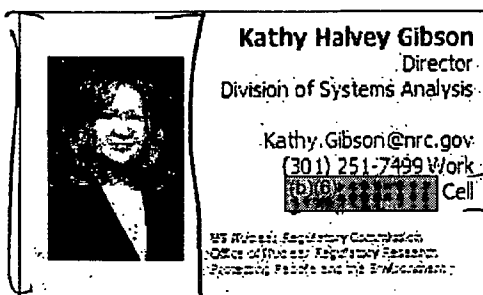 Kathy Halvey Gibson
Director
Division of Systems Analysis
Kathy.Gibson@nrc.gov
(301) 251-7499 Work
(b)(6) Cell
US Nuclear Regulatory Commission
Office of Nuclear Regulatory Research
Protecting People and the Environment